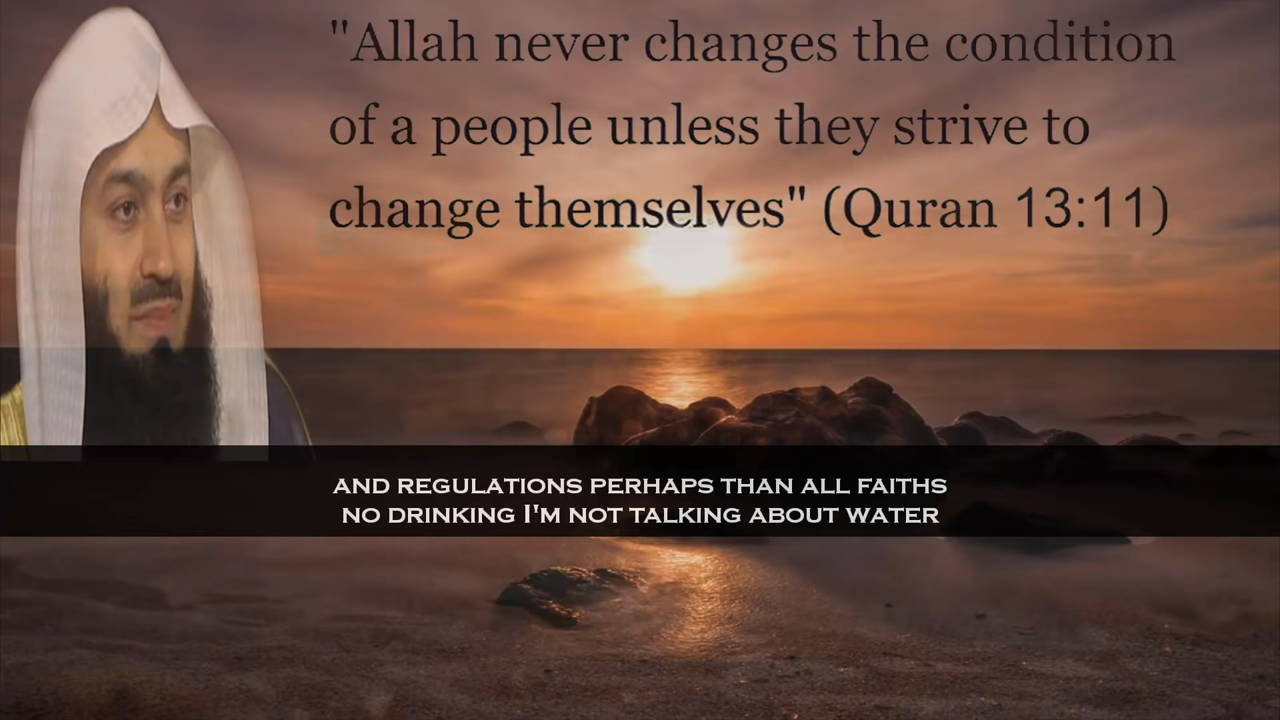 "Allah never changes the condition
of a people unless they strive to
change themselves" (Quran 13:11)
AND REGULATIONS PERHAPS THAN ALL FAITHS
NO DRINKING I'M NOT TALKING ABOUT WATER